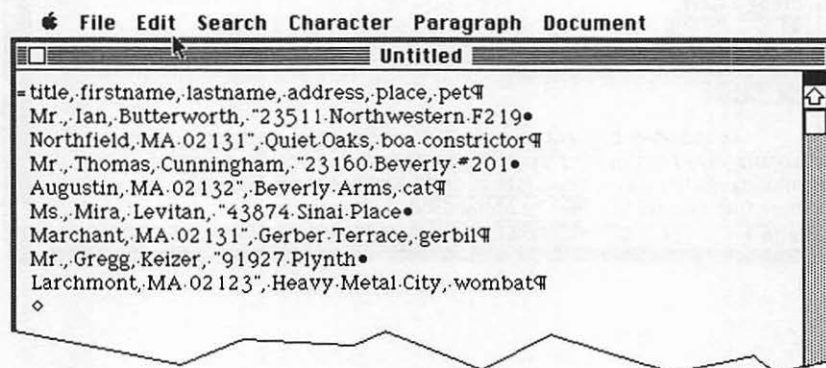 File Edit Search Character Paragraph Document
Untitled
=title,·firstname,·lastname,·address,·place,·pet¶
Mr.,·Ian,·Butterworth,·"23511·Northwestern·F219•
Northfield,·MA·02131",·Quiet·Oaks,·boa·constrictor¶
Mr.,·Thomas,·Cunningham,·"23160·Beverly·#201•
Augustin,·MA·02132",·Beverly·Arms,·cat¶
Ms.,·Mira,·Levitan,·"43874·Sinai·Place•
Marchant,·MA·02131",·Gerber·Terrace,·gerbil¶
Mr.,·Gregg,·Keizer,·"91927·Plynth•
Larchmont,·MA·02123",·Heavy·Metal·City,·wombat¶
◇